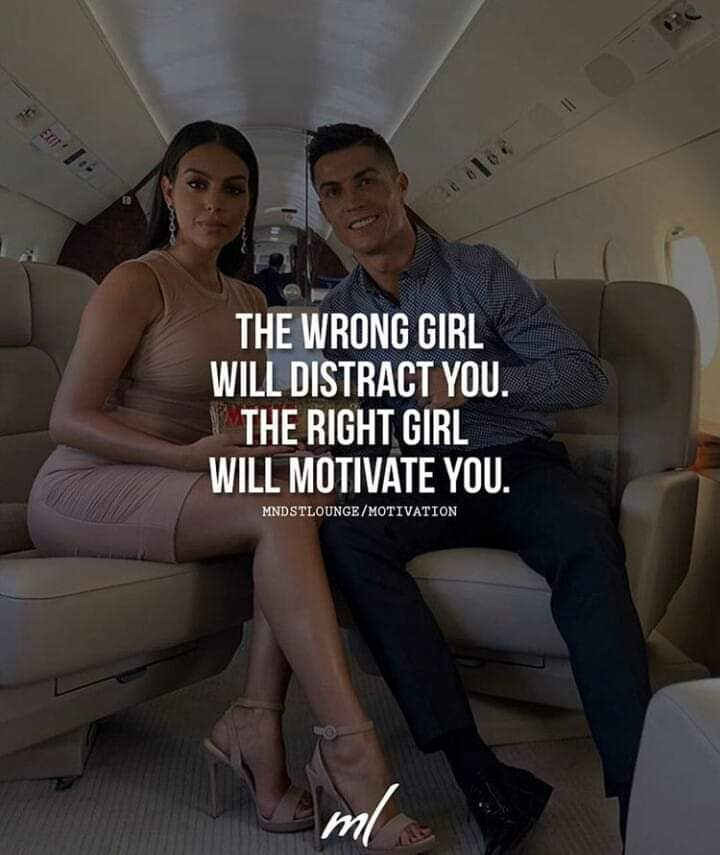 EXIT
THE WRONG GIRL
WILL DISTRACT YOU.
THE RIGHT GIRL
WILL MOTIVATE YOU.
MNDSTLOUNGE/MOTIVATION
ml